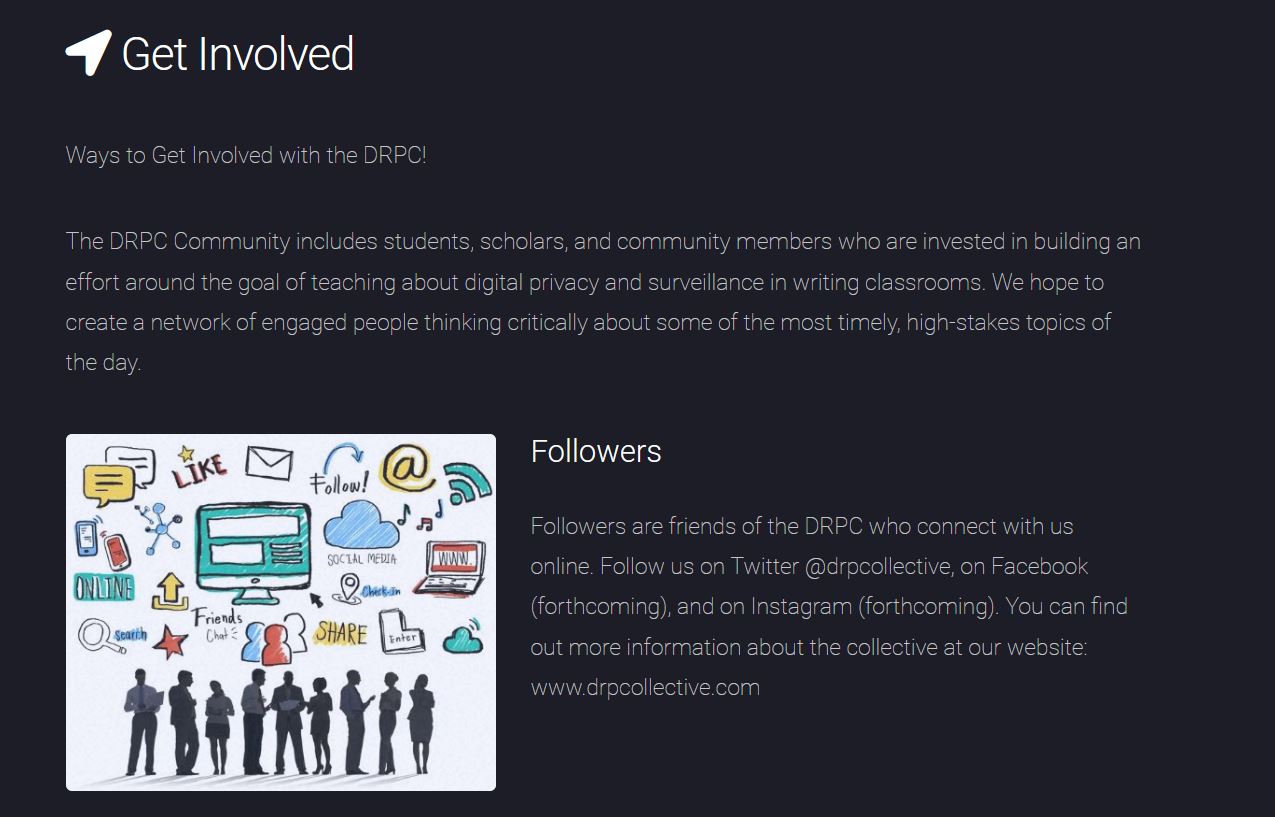 Get Involved
Ways to Get Involved with the DRPC!
The DRPC Community includes students, scholars, and community members who are invested in building an
effort around the goal of teaching about digital privacy and surveillance in writing classrooms. We hope to
create a network of engaged people thinking critically about some of the most timely, high-stakes topics of
the day.
LIKE
Follow!
@
SOCIAL MEDIA
WWW.
ONLINE
Check-in
Friends
Chat
Search
SHARE
Enter
Followers
Followers are friends of the DRPC who connect with us
online. Follow us on Twitter @drpcollective, on Facebook
(forthcoming), and on Instagram (forthcoming). You can find
out more information about the collective at our website:
www.drpcollective.com